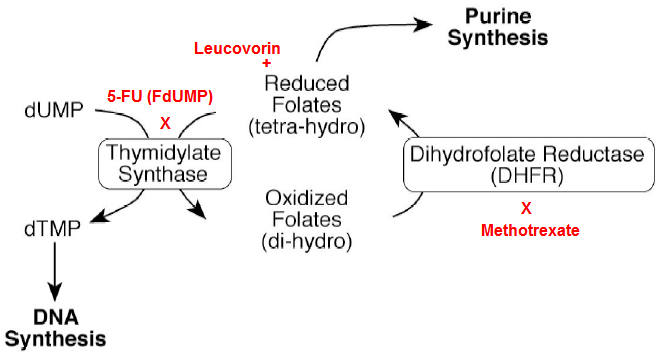 Purine
Synthesis
Leucovorin
+
Reduced
Folates
(tetra-hydro)
5-FU (FdUMP)
X
dUMP
Thymidylate
Synthase
Dihydrofolate Reductase
(DHFR)
X
Methotrexate
Oxidized
Folates
(di-hydro)
dTMP
DNA
Synthesis